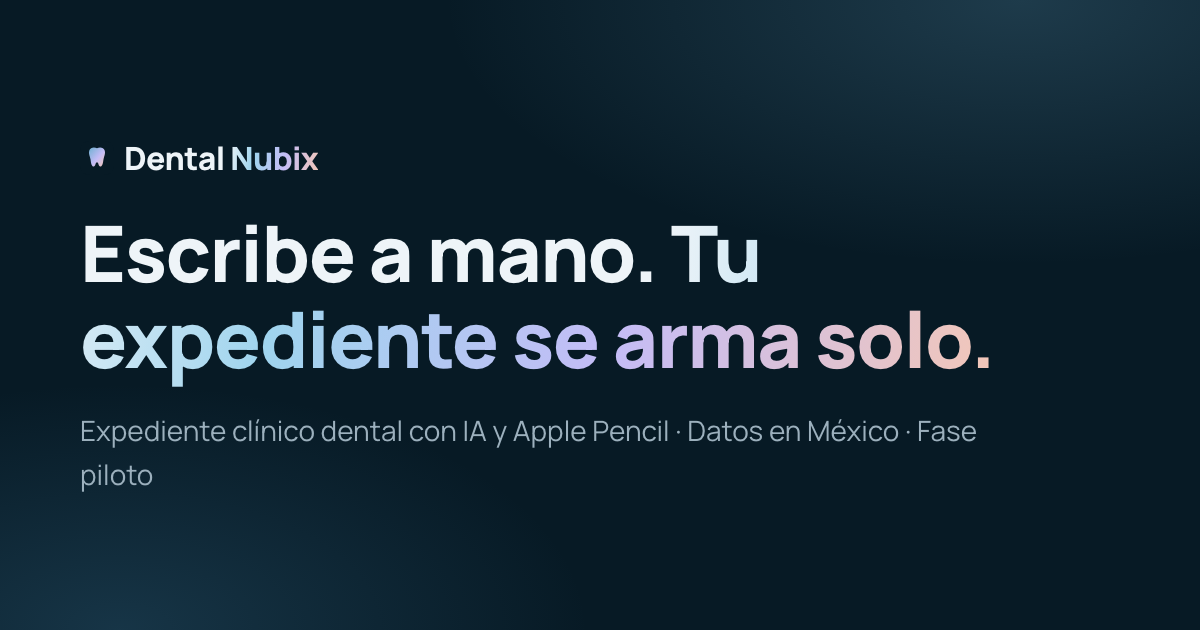 Dental Nubix
Escribe a mano. Tu
expediente se arma solo.
Expediente clínico dental con IA y Apple Pencil · Datos en México · Fase
piloto